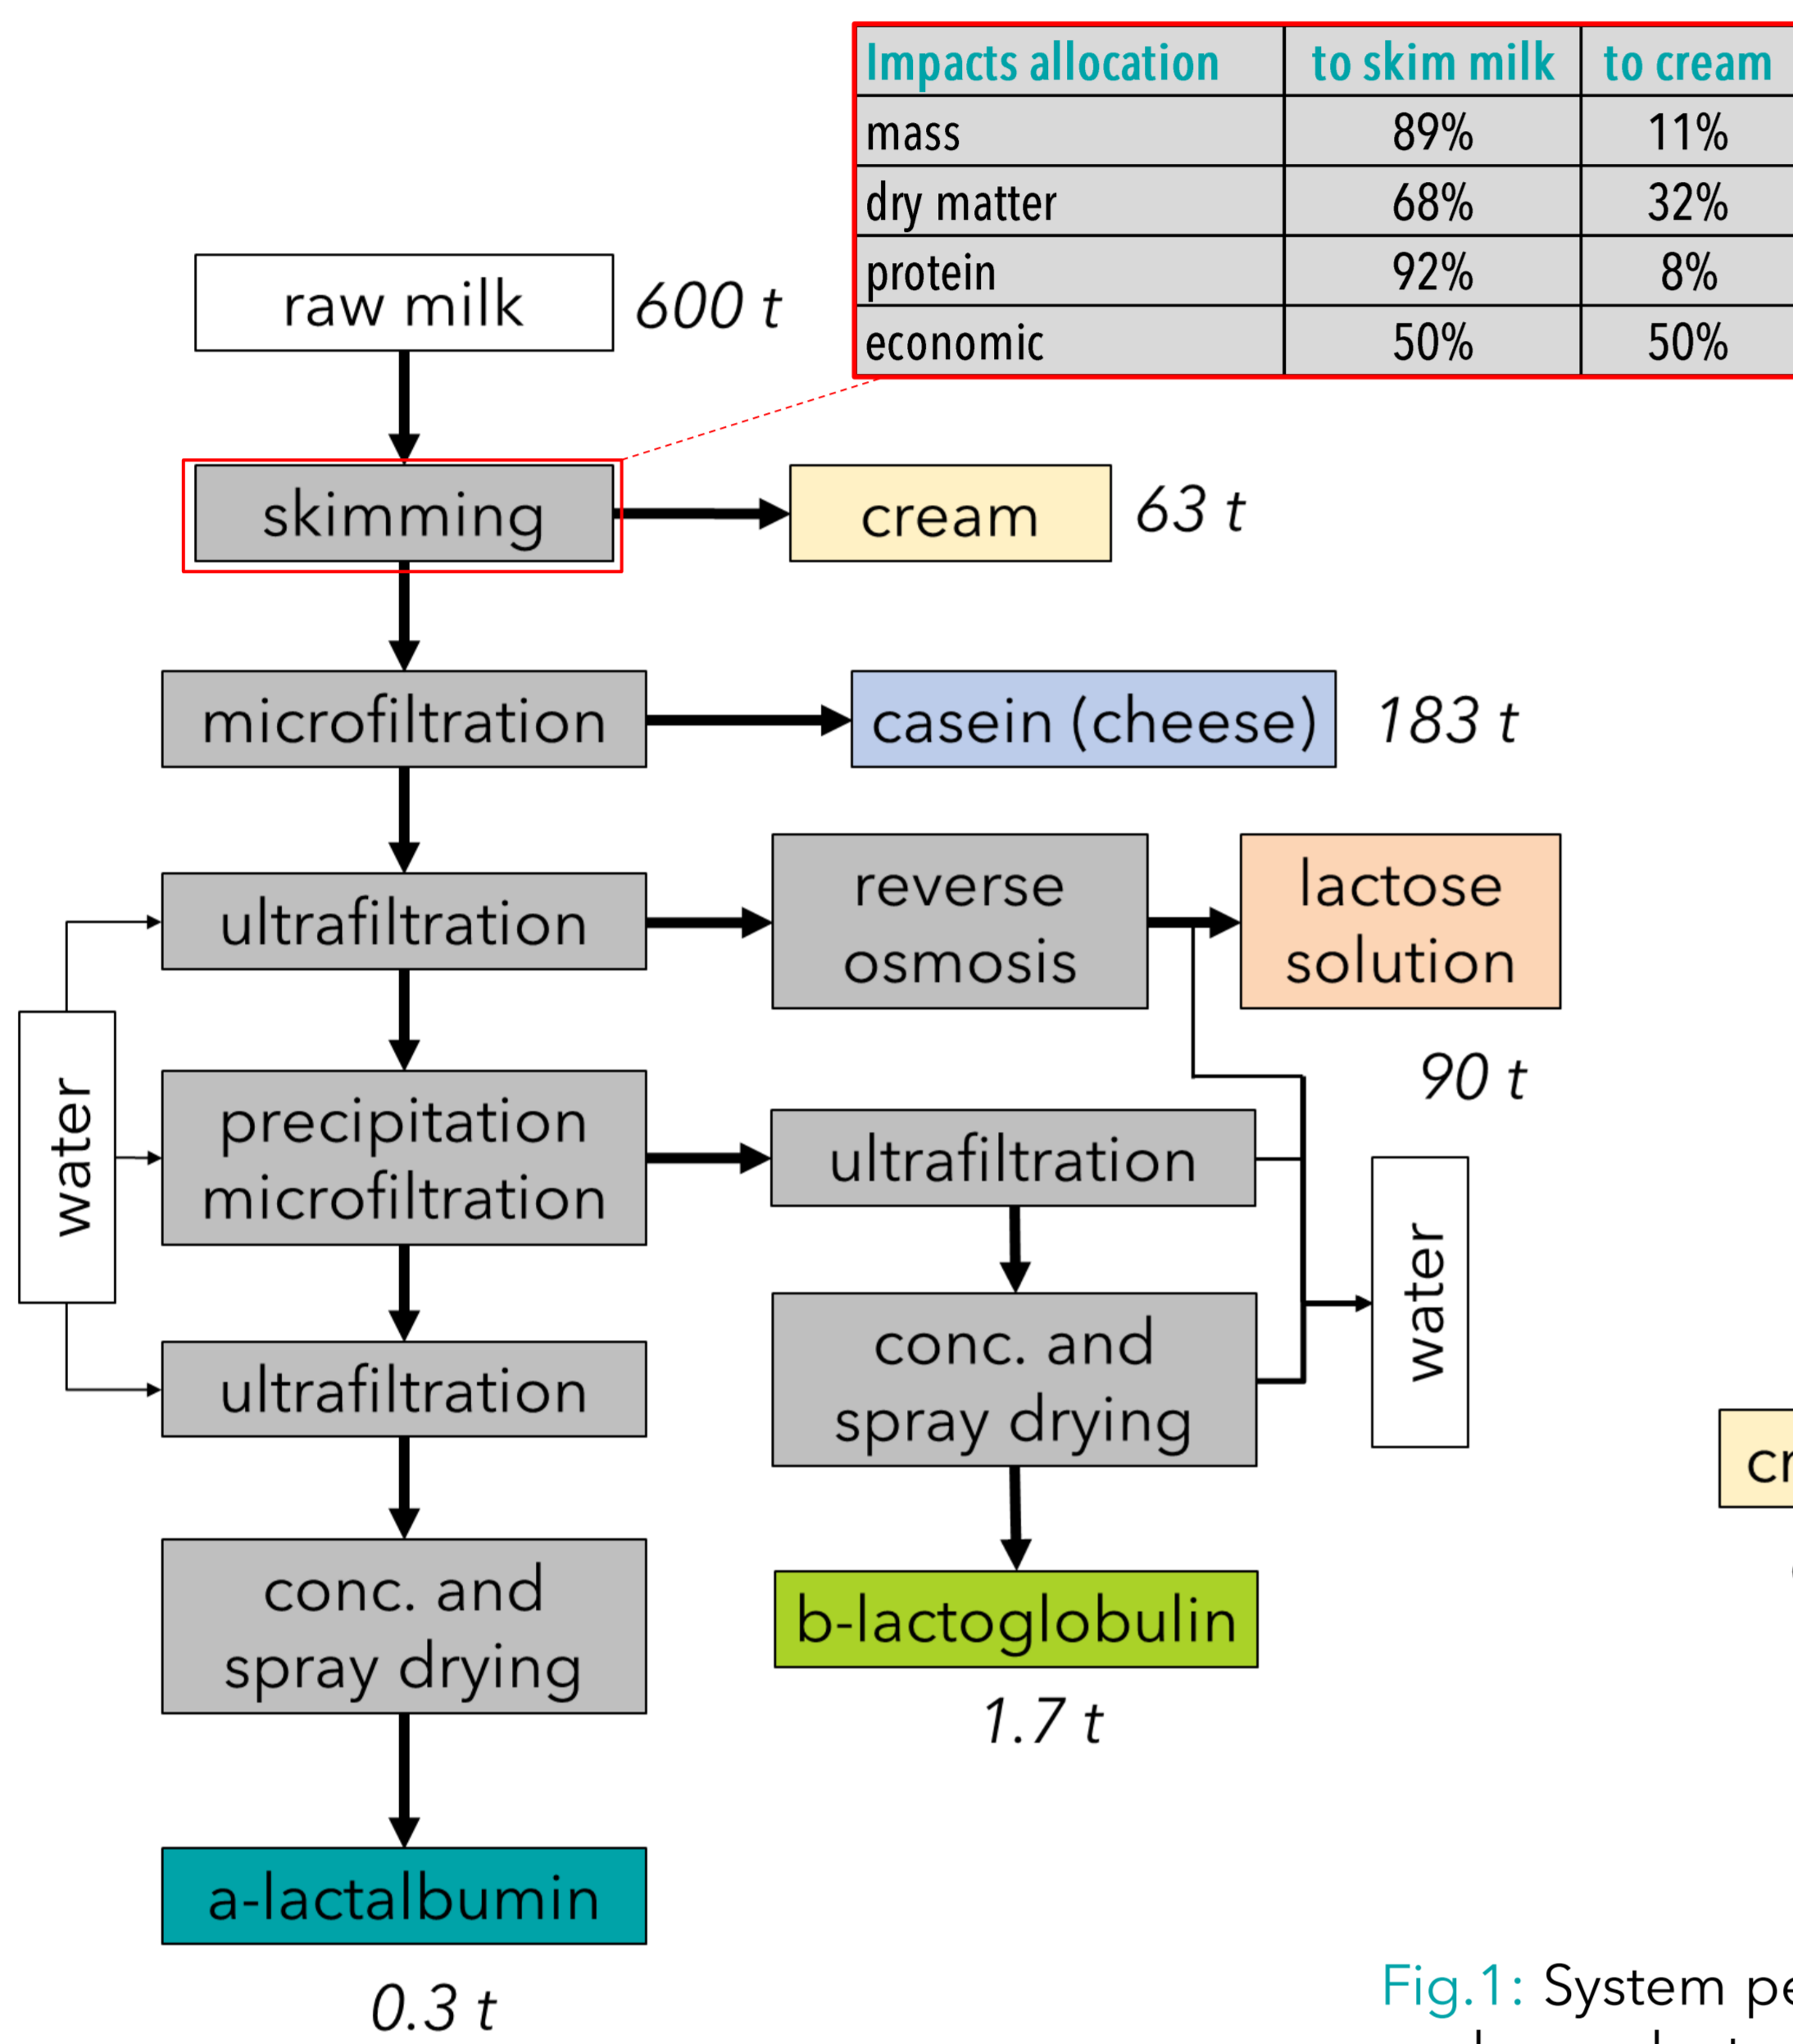 Impacts allocation to skim milk to cream
mass 89% 11%
dry matter 68% 32%
protein 92% 8%
economic 50% 50%
raw milk 600 t
skimming cream 63 t
microfiltration casein (cheese) 183 t
ultrafiltration
reverse
osmosis
lactose
solution
90 t
water
precipitation
microfiltration
ultrafiltration
water
ultrafiltration
conc. and
spray drying
conc. and
spray drying
b-lactoglobulin
1.7 t
a-lactalbumin
0.3 t
Fig.1: System